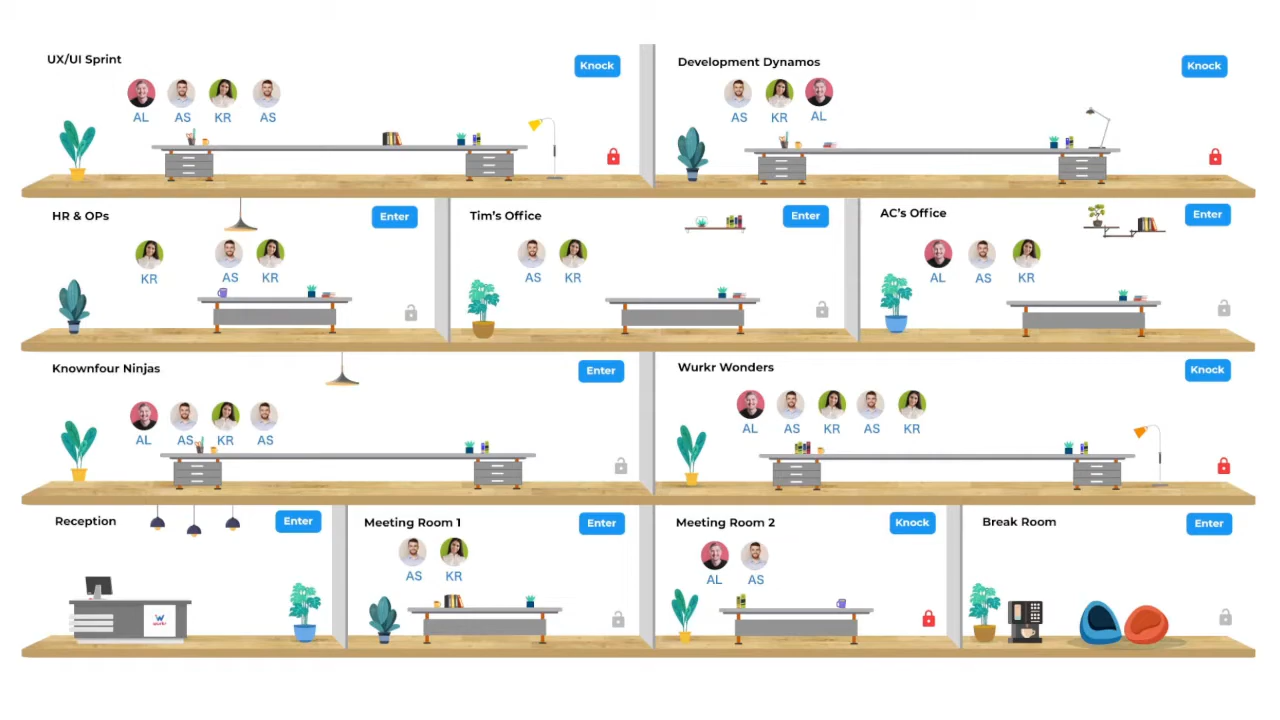 UX/UI Sprint
Knock
AL AS KR AS
Development Dynamos
Knock
AS KR AL
HR & OPs
Enter
KR AS KR
Tim's Office
Enter
AS KR
AC's Office
Enter
AL AS KR
Knownfour Ninjas
Enter
AL AS KR AS
Wurkr Wonders
Knock
AL AS KR AS KR
Reception
Enter
W
wurkr
Meeting Room 1
Enter
AS KR
Meeting Room 2
Knock
AL AS
Break Room
Enter